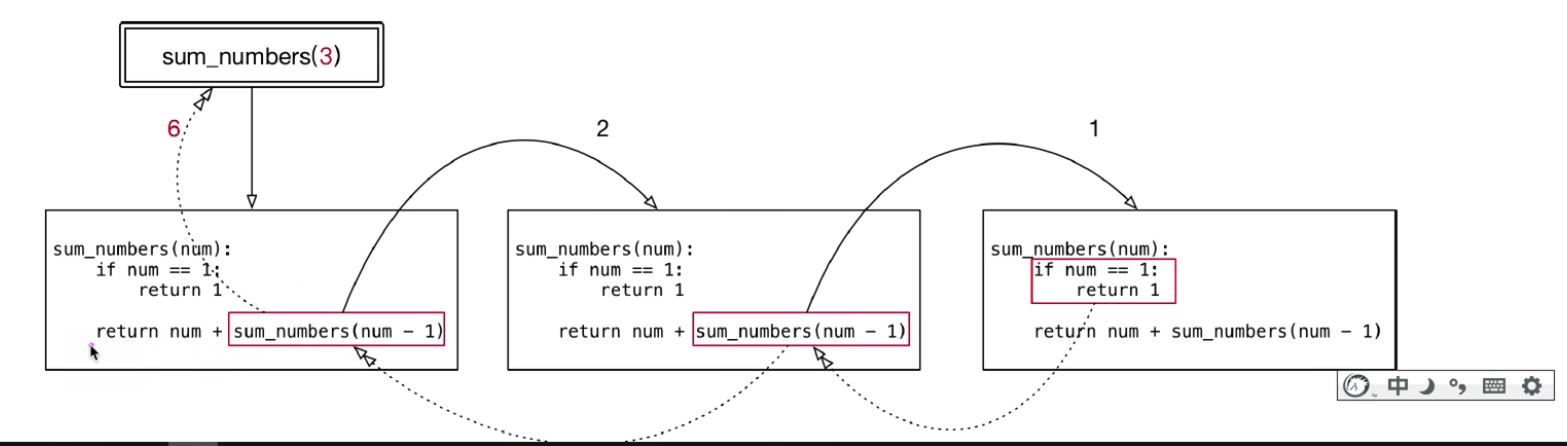 sum_numbers(3)
6
2
1
sum_numbers(num):
if num == 1:
return 1
return num + sum_numbers(num - 1)
sum_numbers(num):
if num == 1:
return 1
return num + sum_numbers(num - 1)
sum_numbers(num):
if num == 1:
return 1
return num + sum_numbers(num - 1)
中